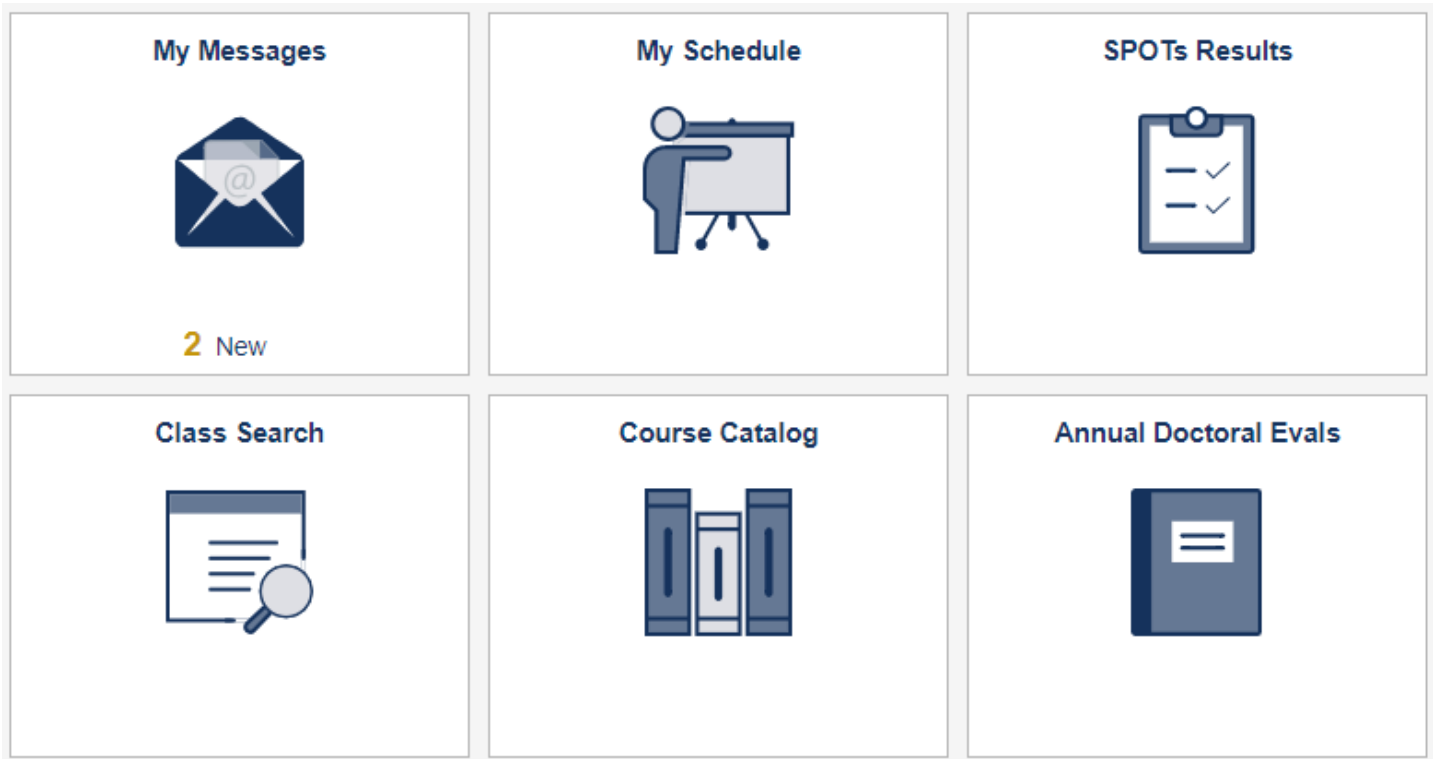 My Messages
My Schedule
SPOTs Results
@
2 New
Class Search
Course Catalog
Annual Doctoral Evals